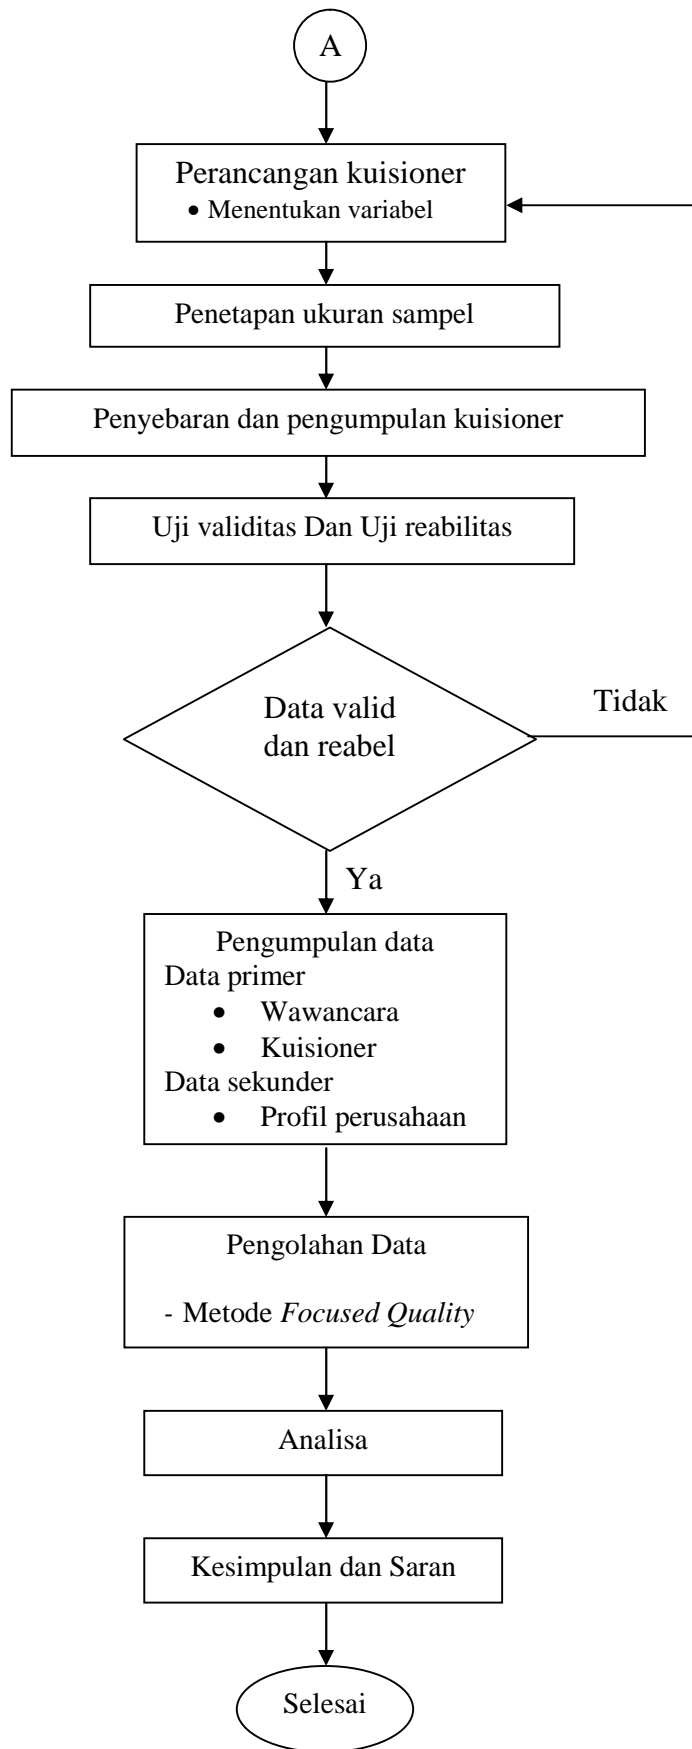 A
Perancangan kuisioner
• Menentukan variabel
Penetapan ukuran sampel
Penyebaran dan pengumpulan kuisioner
Uji validitas Dan Uji reabilitas
Data valid
dan reabel
Tidak
Ya
Pengumpulan data
Data primer
• Wawancara
• Kuisioner
Data sekunder
• Profil perusahaan
Pengolahan Data
- Metode Focused Quality
Analisa
Kesimpulan dan Saran
Selesai